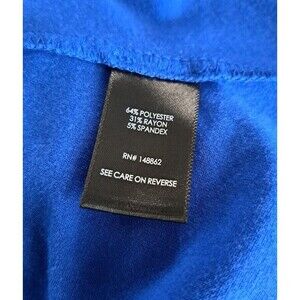 64% POLYESTER
31% RAYON
5% SPANDEX
RN# 148862
SEE CARE ON REVERSE